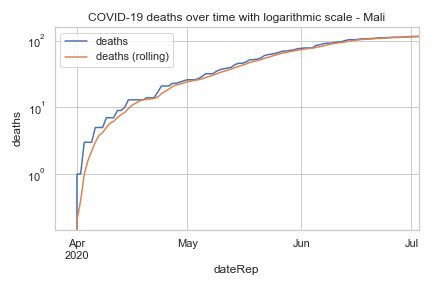 COVID-19 deaths over time with logarithmic scale - Mali
deaths
deaths (rolling)
10²
10¹
10⁰
deaths
Apr May Jun Jul
2020
dateRep